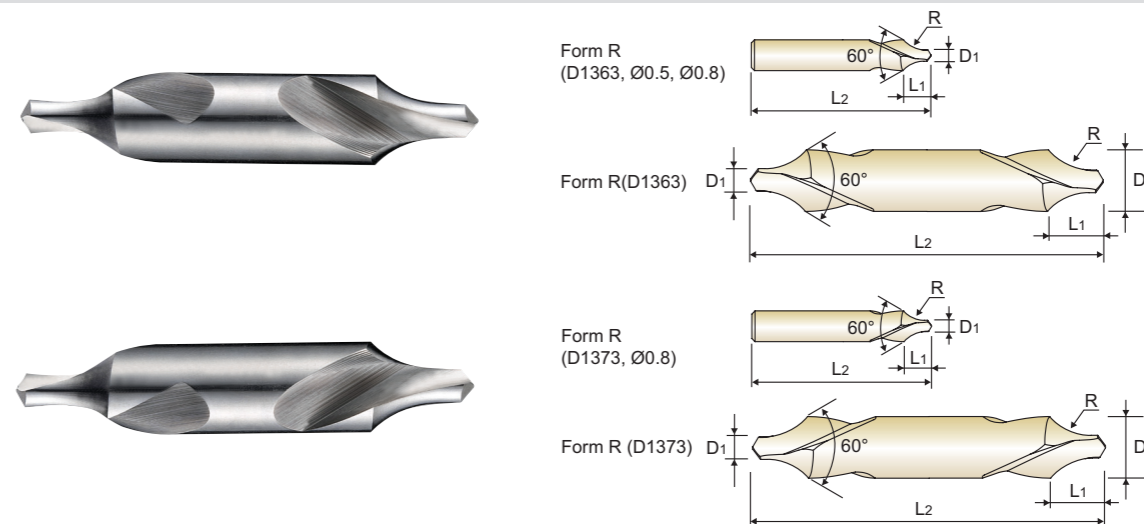 Form R
(D1363, Ø0.5, Ø0.8)
60°
R
D1
L1
L2
Form R(D1363)
D1
60°
R
D
L1
L2
Form R
(D1373, Ø0.8)
60°
R
D1
L1
L2
Form R (D1373)
D1
60°
R
D
L1
L2